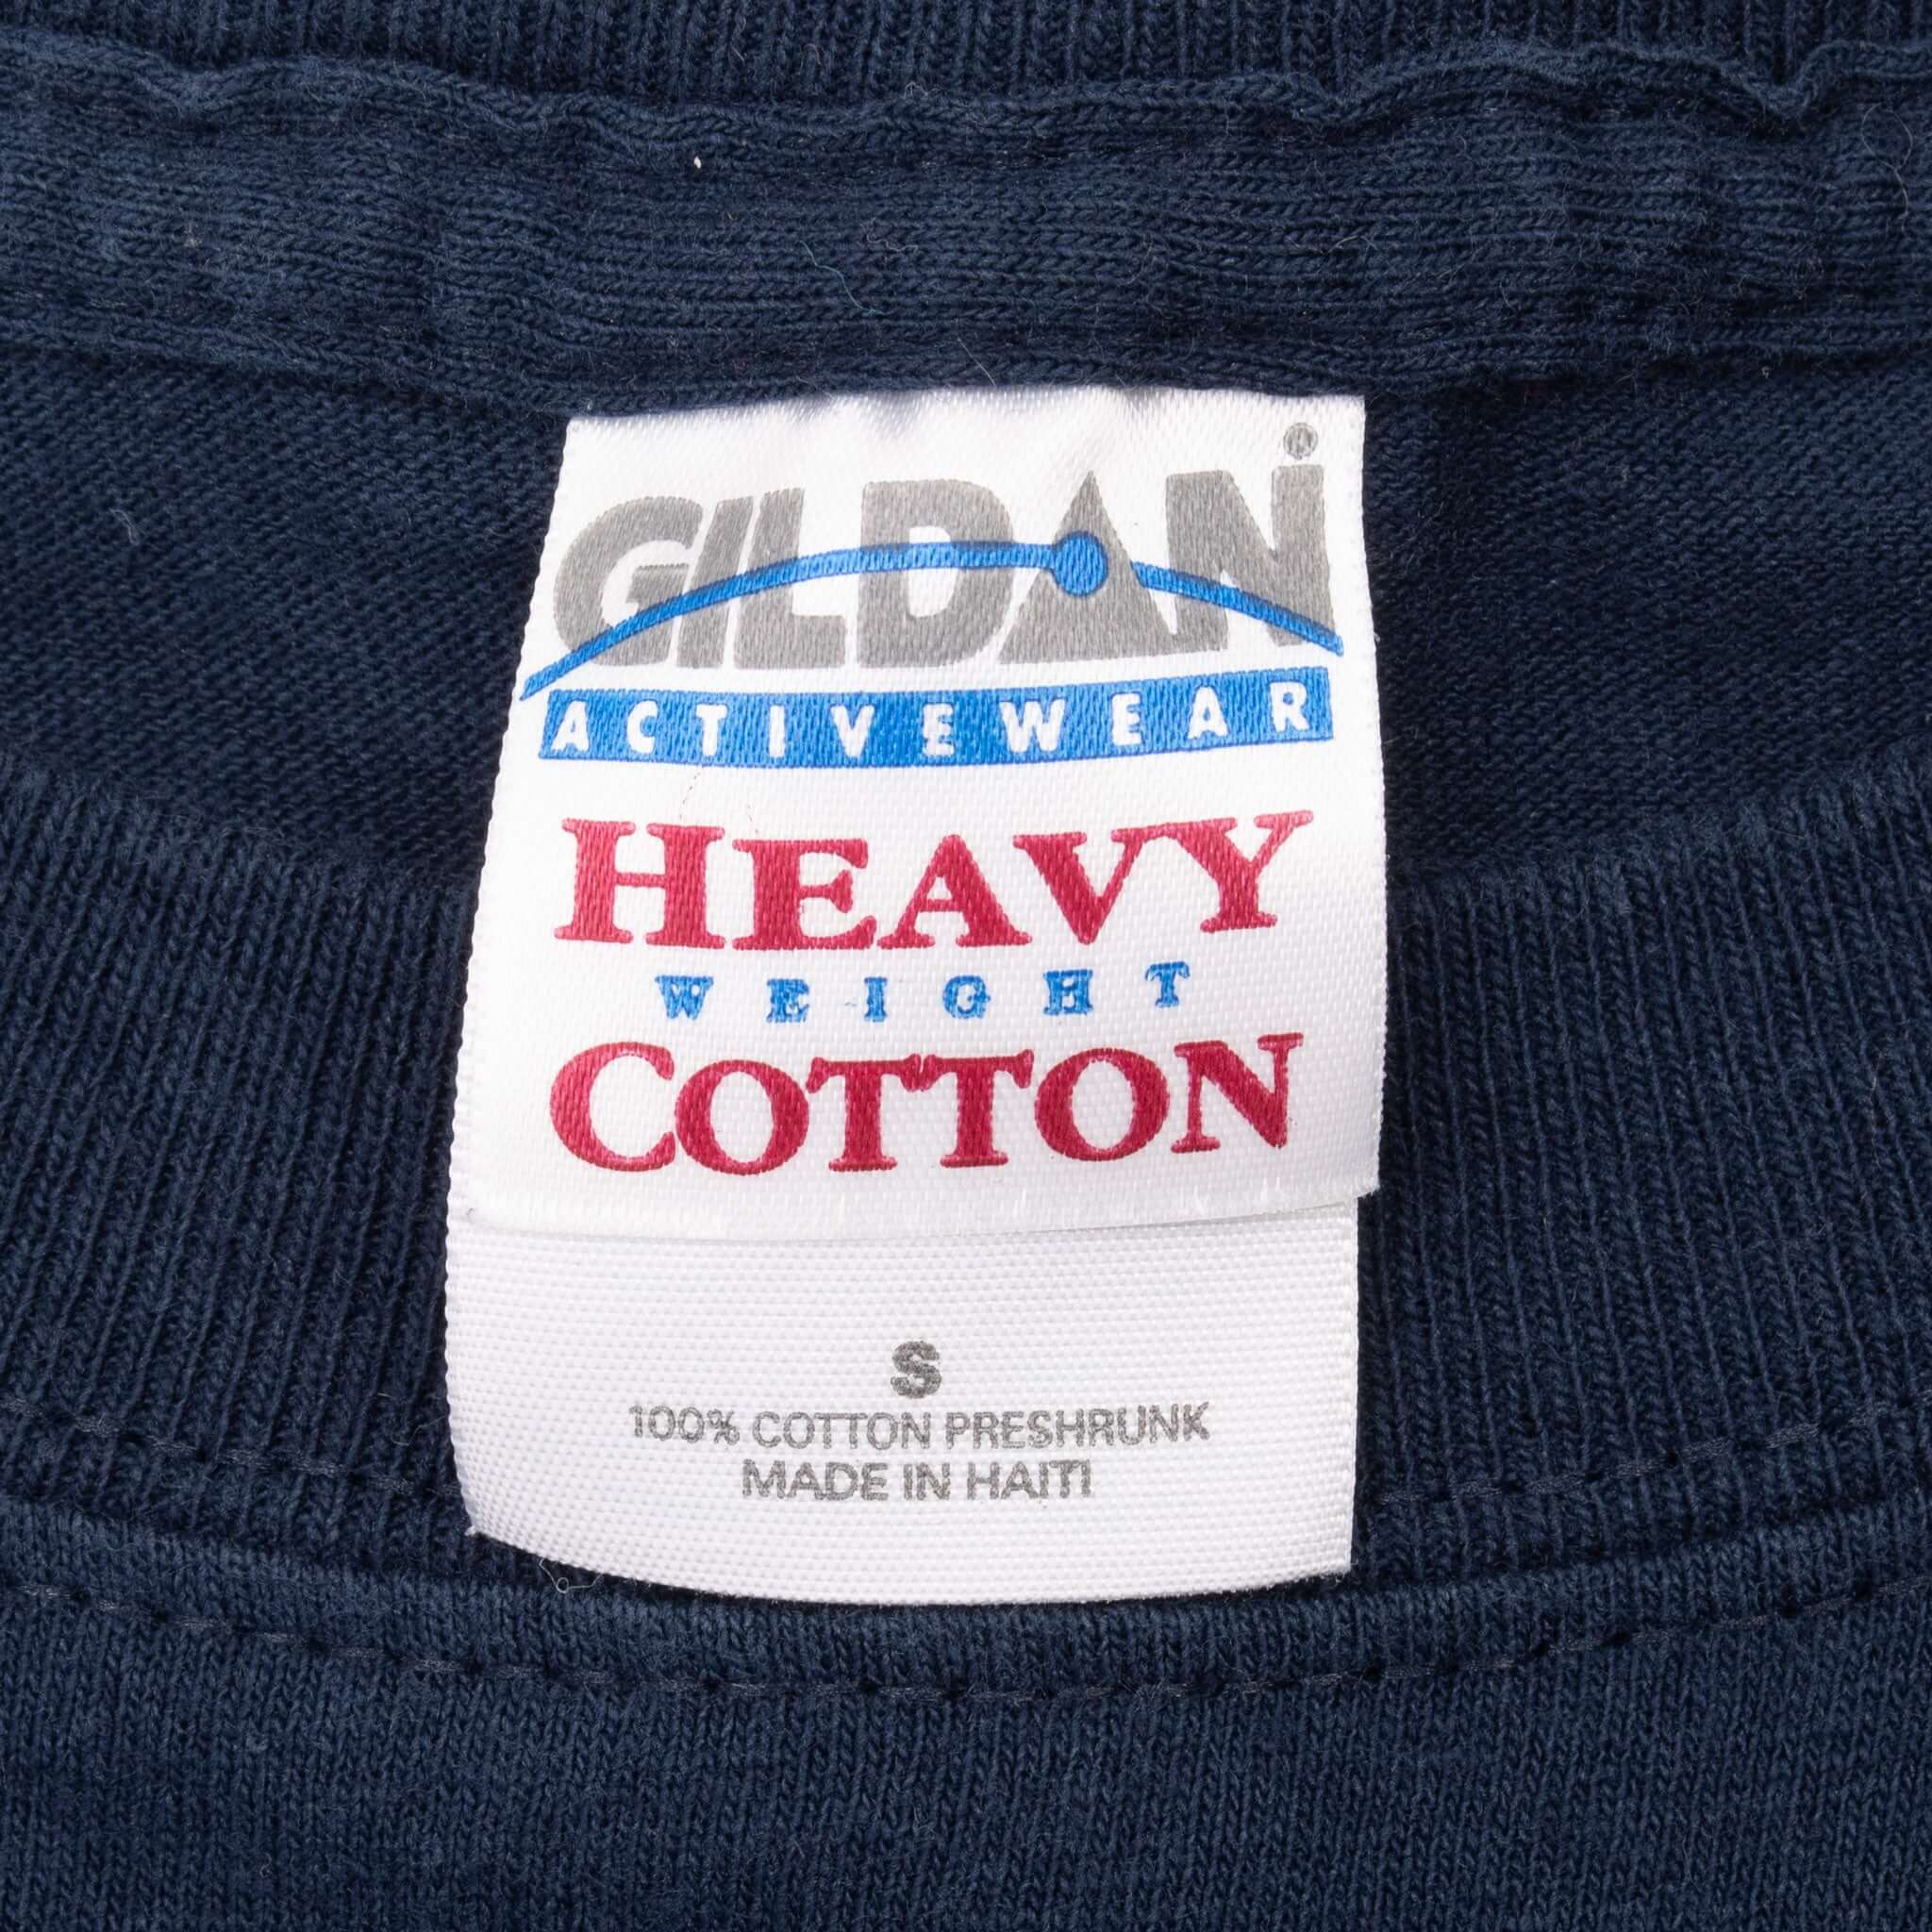 GILDAN®
ACTIVEWEAR
HEAVY
WEIGHT
COTTON
S
100% COTTON PRESHRUNK
MADE IN HAITI